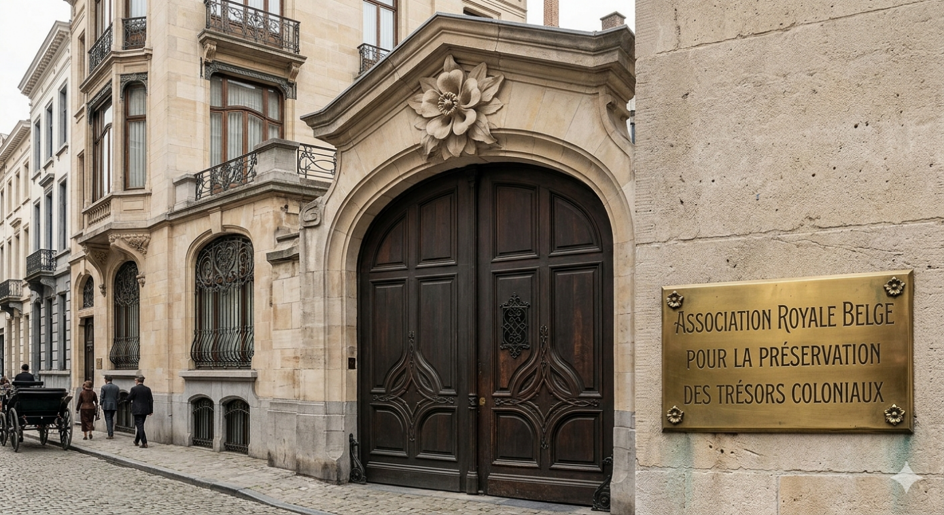 Association Royale Belge
pour la préservation
des trésors coloniaux